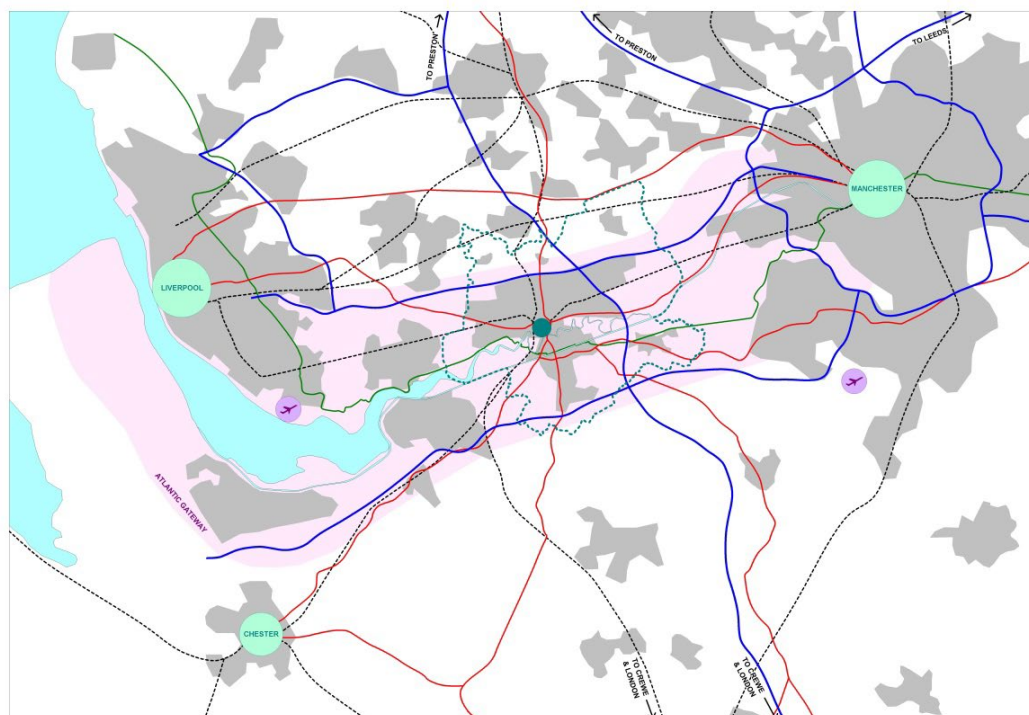 TO PRESTON
TO PRESTON
TO LEEDS
MANCHESTER
LIVERPOOL
ATLANTIC GATEWAY
CHESTER
TO CREWE
& LONDON
TO CREWE
& LONDON